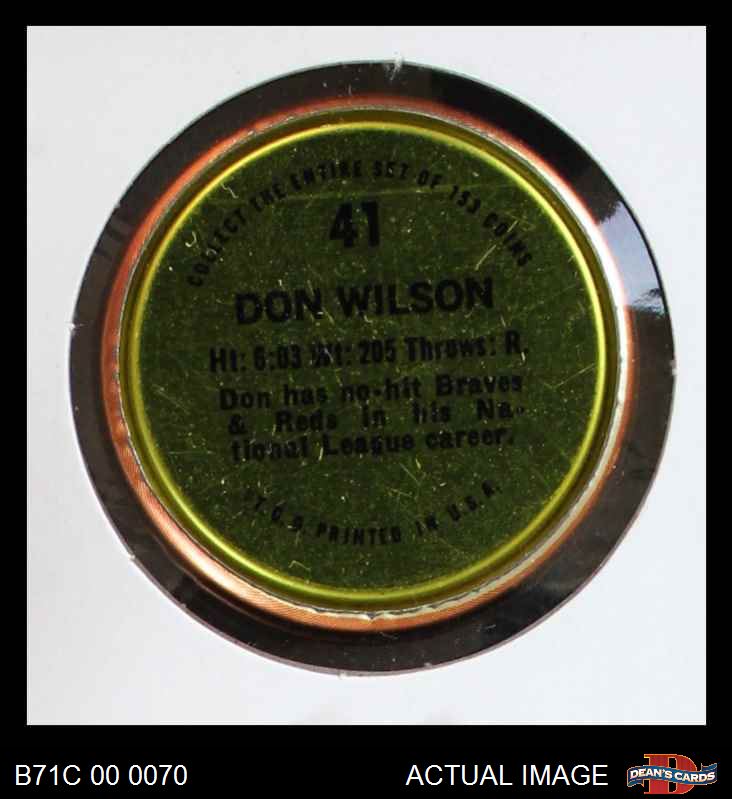 COLLECT THE ENTIRE SET OF 153 COINS
41
DON WILSON
Ht: 6:03 Wt: 205 Throws: R.
Don has no-hit Braves
& Reds in his Na-
tional League career.
©T.C.G. PRINTED IN U.S.A.
B71C 00 0070
ACTUAL IMAGE
DEAN'S CARDS